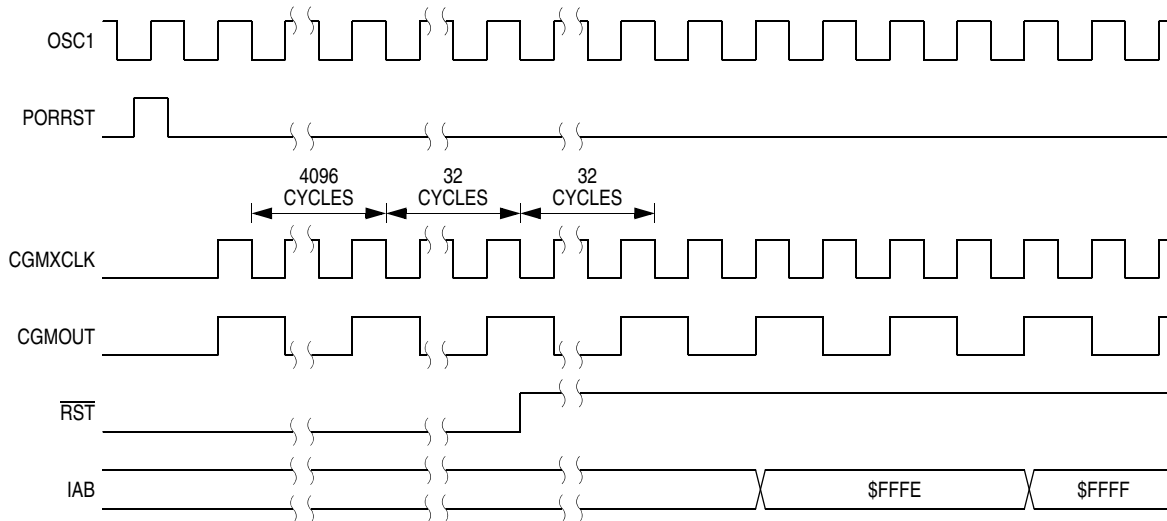 OSC1
PORRST
4096
CYCLES
32
CYCLES
32
CYCLES
CGMXCLK
CGMOUT
RST
IAB
$FFFE
$FFFF